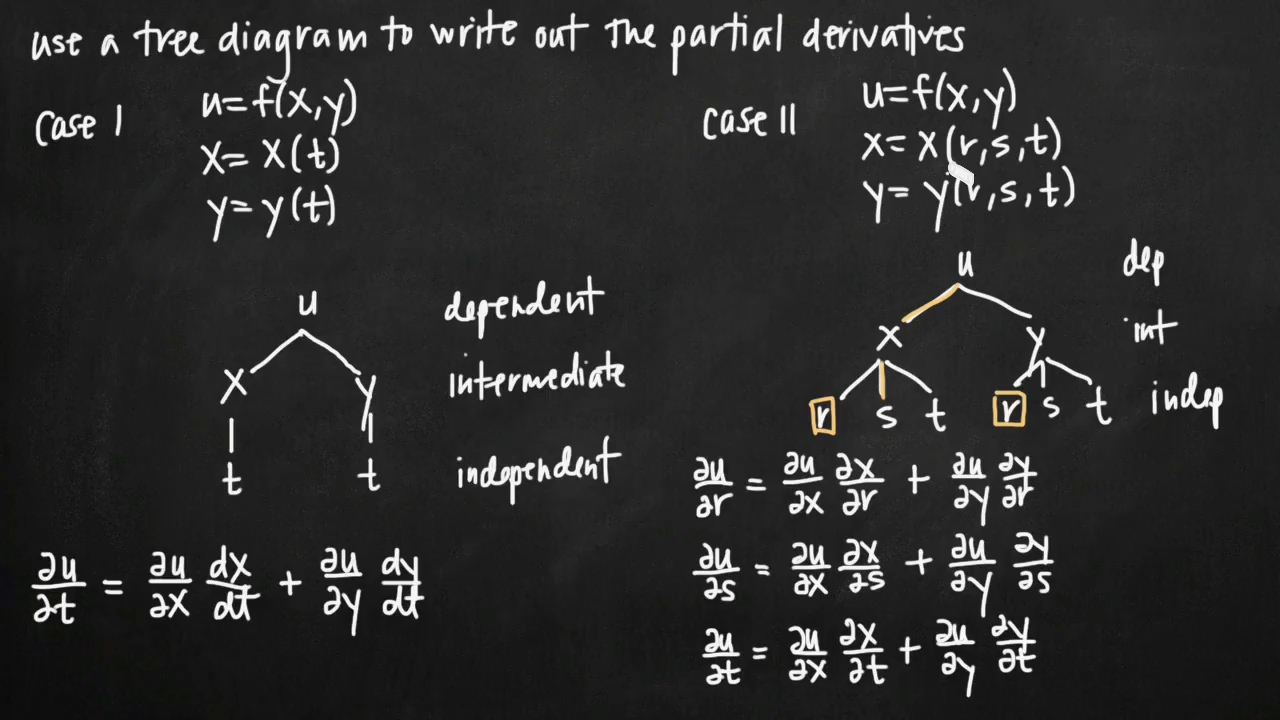 use a tree diagram to write out the partial derivatives
case I
u=f(x,y)
x= x(t)
y= y(t)
u
dependent
x y
intermediate
t t
independent
∂u/∂t = ∂u/∂x dx/dt + ∂u/∂y dy/dt
case II
u=f(x,y)
x= x(r,s,t)
y= y(r,s,t)
u
dep
x y
int
r s t r s t
indep
∂u/∂r = ∂u/∂x ∂x/∂r + ∂u/∂y ∂y/∂r
∂u/∂s = ∂u/∂x ∂x/∂s + ∂u/∂y ∂y/∂s
∂u/∂t = ∂u/∂x ∂x/∂t + ∂u/∂y ∂y/∂t